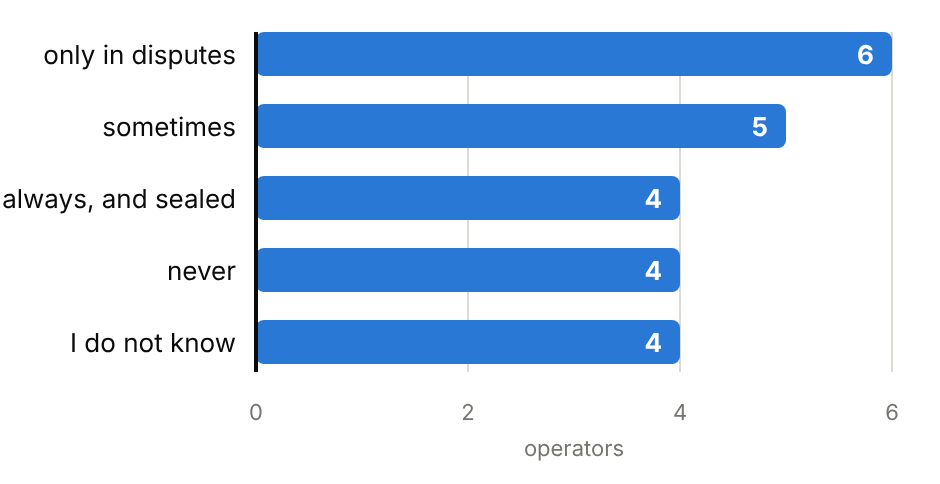 only in disputes 6
sometimes 5
always, and sealed 4
never 4
I do not know 4
0 2 4 6
operators